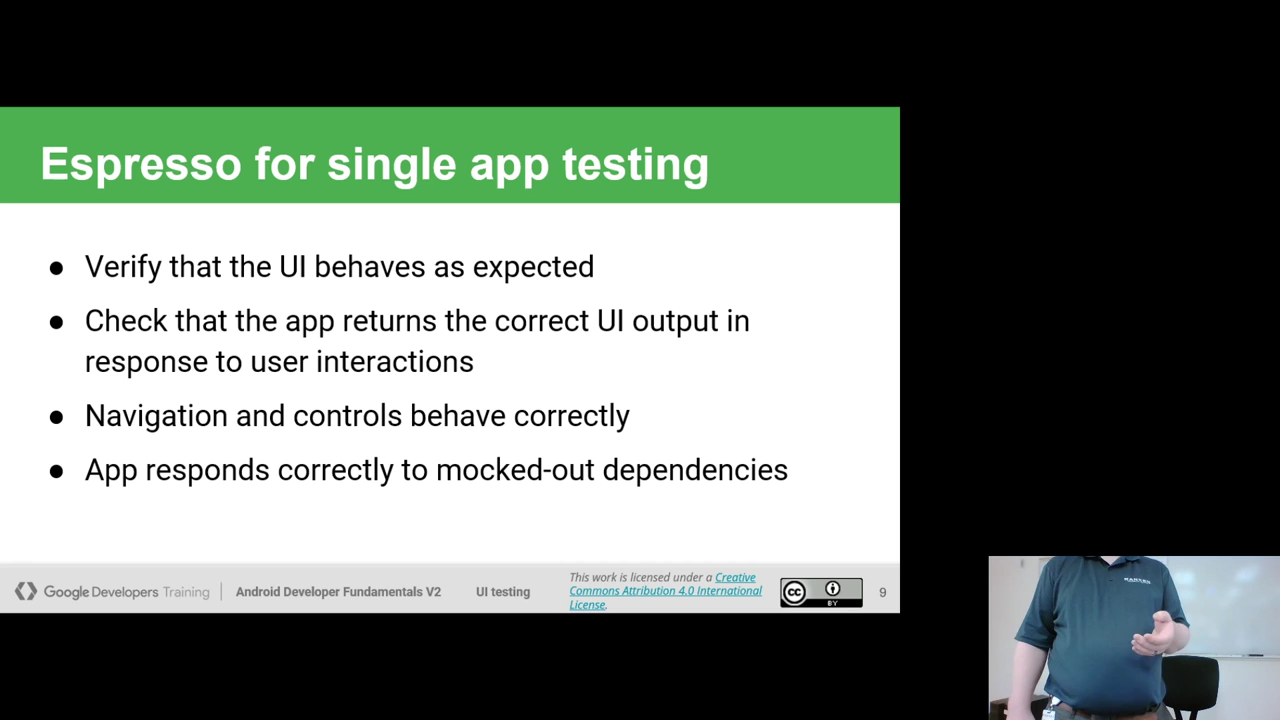 Espresso for single app testing
● Verify that the UI behaves as expected
● Check that the app returns the correct UI output in
response to user interactions
● Navigation and controls behave correctly
● App responds correctly to mocked-out dependencies
Google Developers Training
Android Developer Fundamentals V2
UI testing
This work is licensed under a Creative
Commons Attribution 4.0 International
License.
cc
BY
9